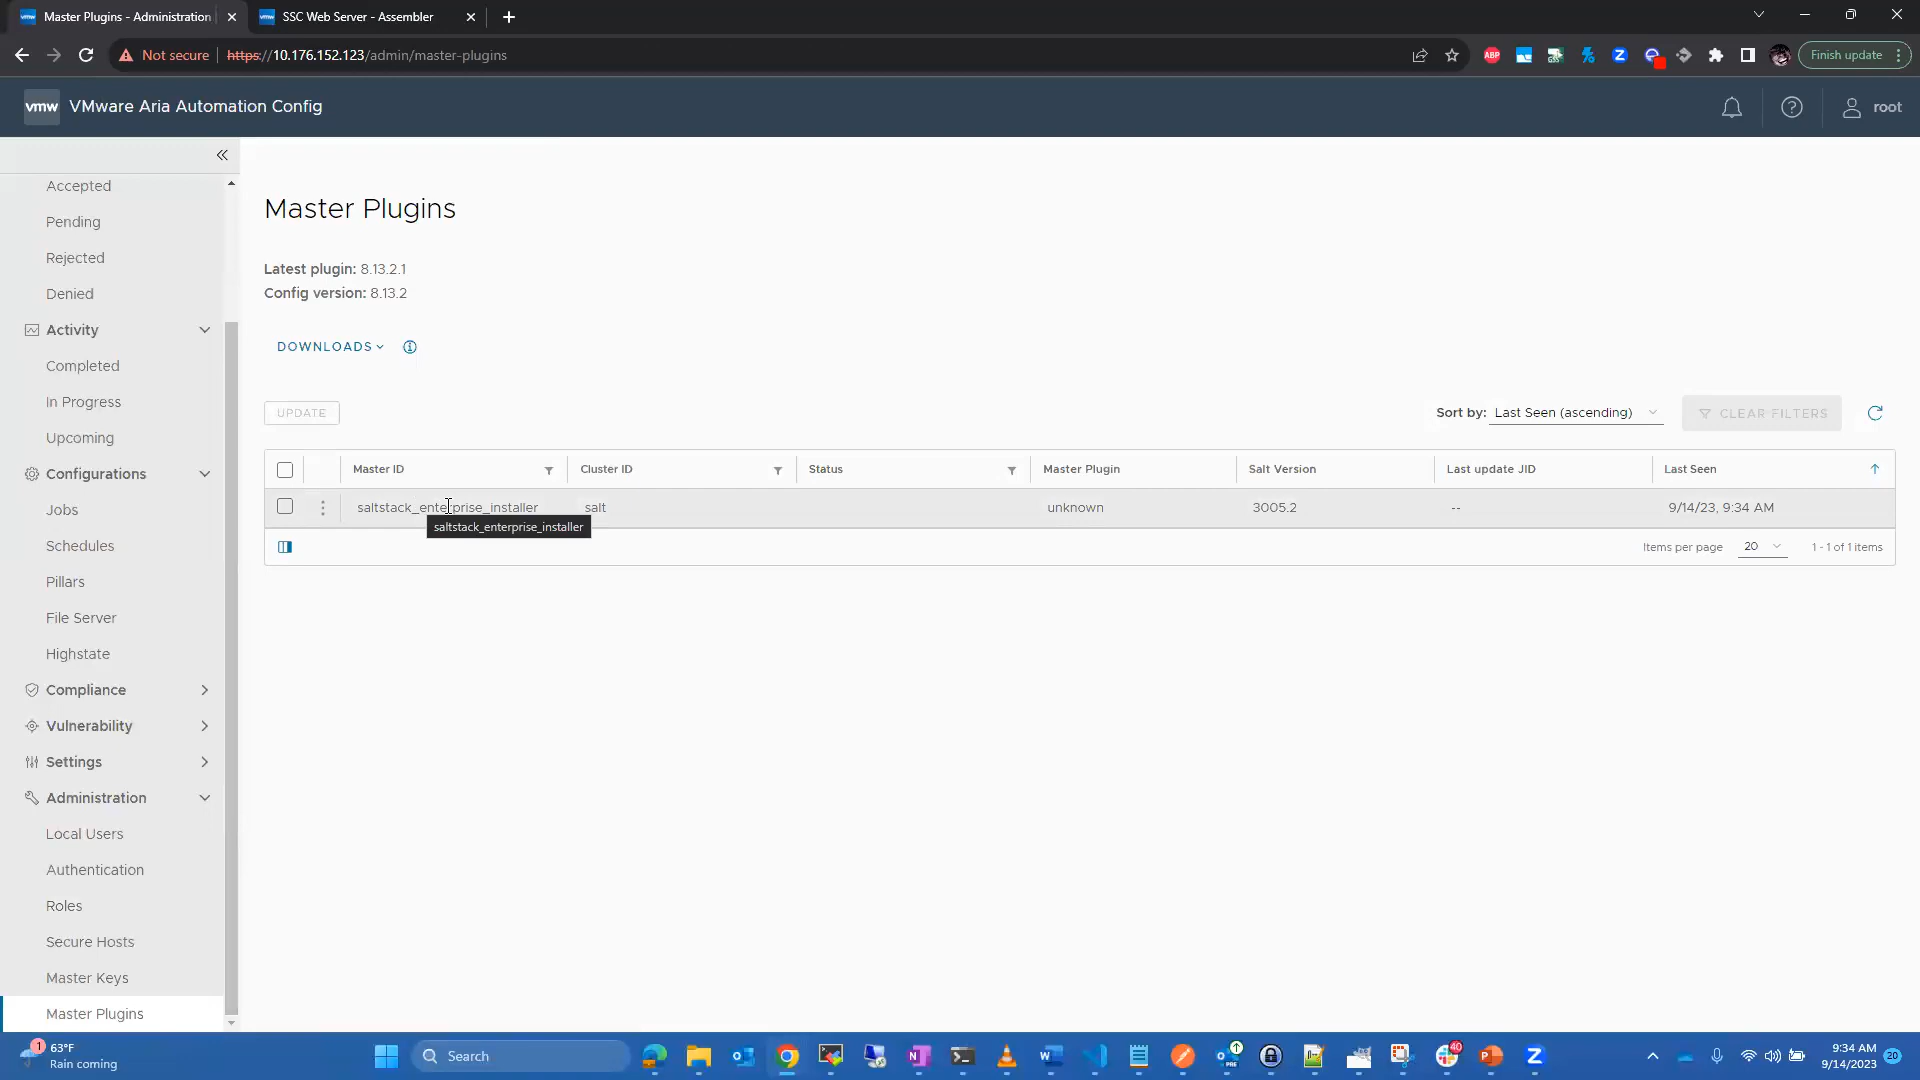 Master Plugins - Administration
SSC Web Server - Assembler
Not secure
https://10.176.152.123/admin/master-plugins
ABP
Finish update
vmw
VMware Aria Automation Config
root
Accepted
Pending
Rejected
Denied
Activity
Completed
In Progress
Upcoming
Configurations
Jobs
Schedules
Pillars
File Server
Highstate
Compliance
Vulnerability
Settings
Administration
Local Users
Authentication
Roles
Secure Hosts
Master Keys
Master Plugins
Master Plugins
Latest plugin: 8.13.2.1
Config version: 8.13.2
DOWNLOADS
UPDATE
Sort by: Last Seen (ascending)
CLEAR FILTERS
Master ID Cluster ID Status Master Plugin Salt Version Last update JID Last Seen
saltstack_enterprise_installer salt unknown 3005.2 -- 9/14/23, 9:34 AM
saltstack_enterprise_installer
Items per page 20 1 - 1 of 1 items
1
63°F
Rain coming
Search
PRE
40
9:34 AM
9/14/2023
20